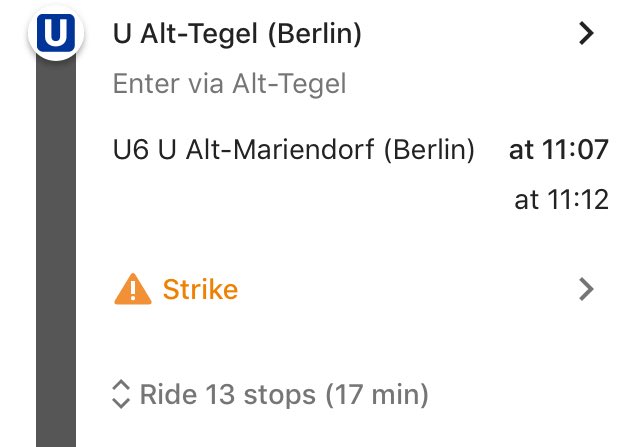 U
U Alt-Tegel (Berlin)
Enter via Alt-Tegel
U6 U Alt-Mariendorf (Berlin) at 11:07
at 11:12
Strike
Ride 13 stops (17 min)